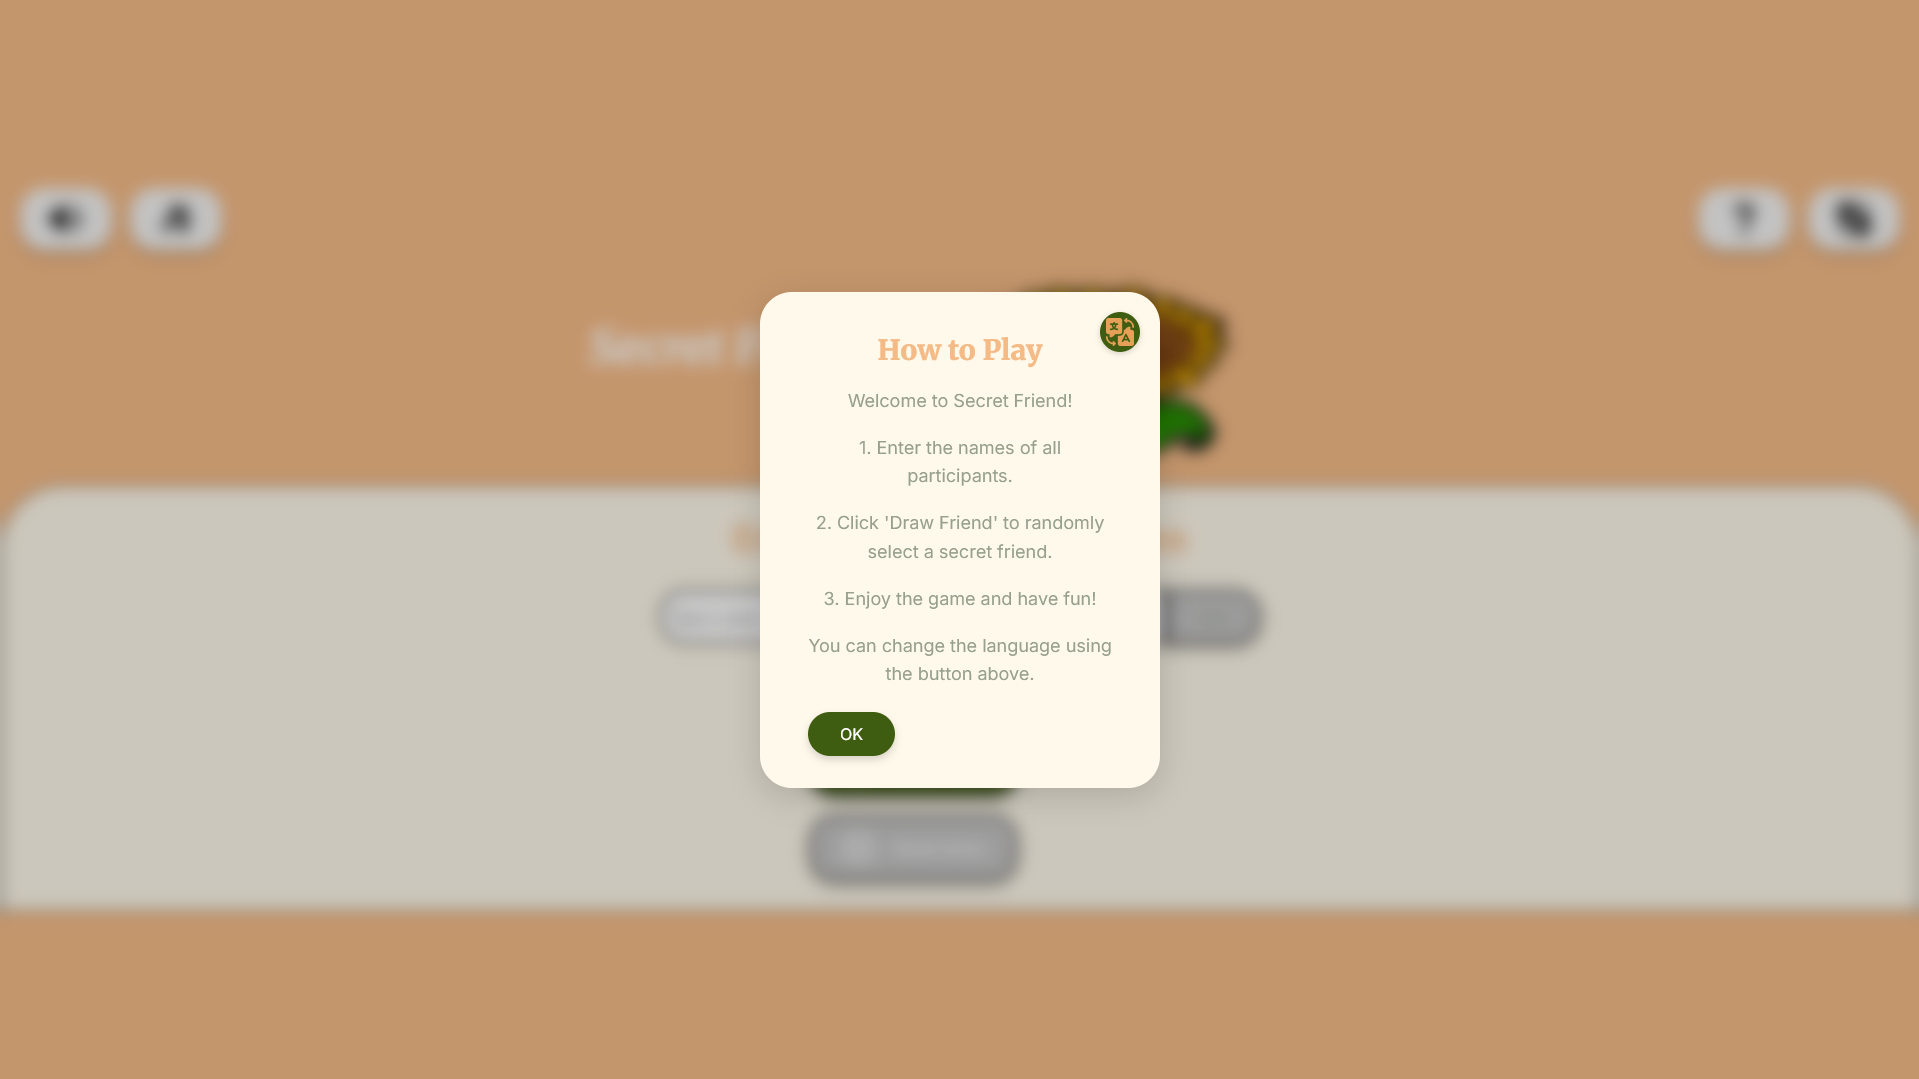 Secret
How to Play
Welcome to Secret Friend!
1. Enter the names of all
participants.
2. Click 'Draw Friend' to randomly
select a secret friend.
3. Enjoy the game and have fun!
You can change the language using
the button above.
OK
?